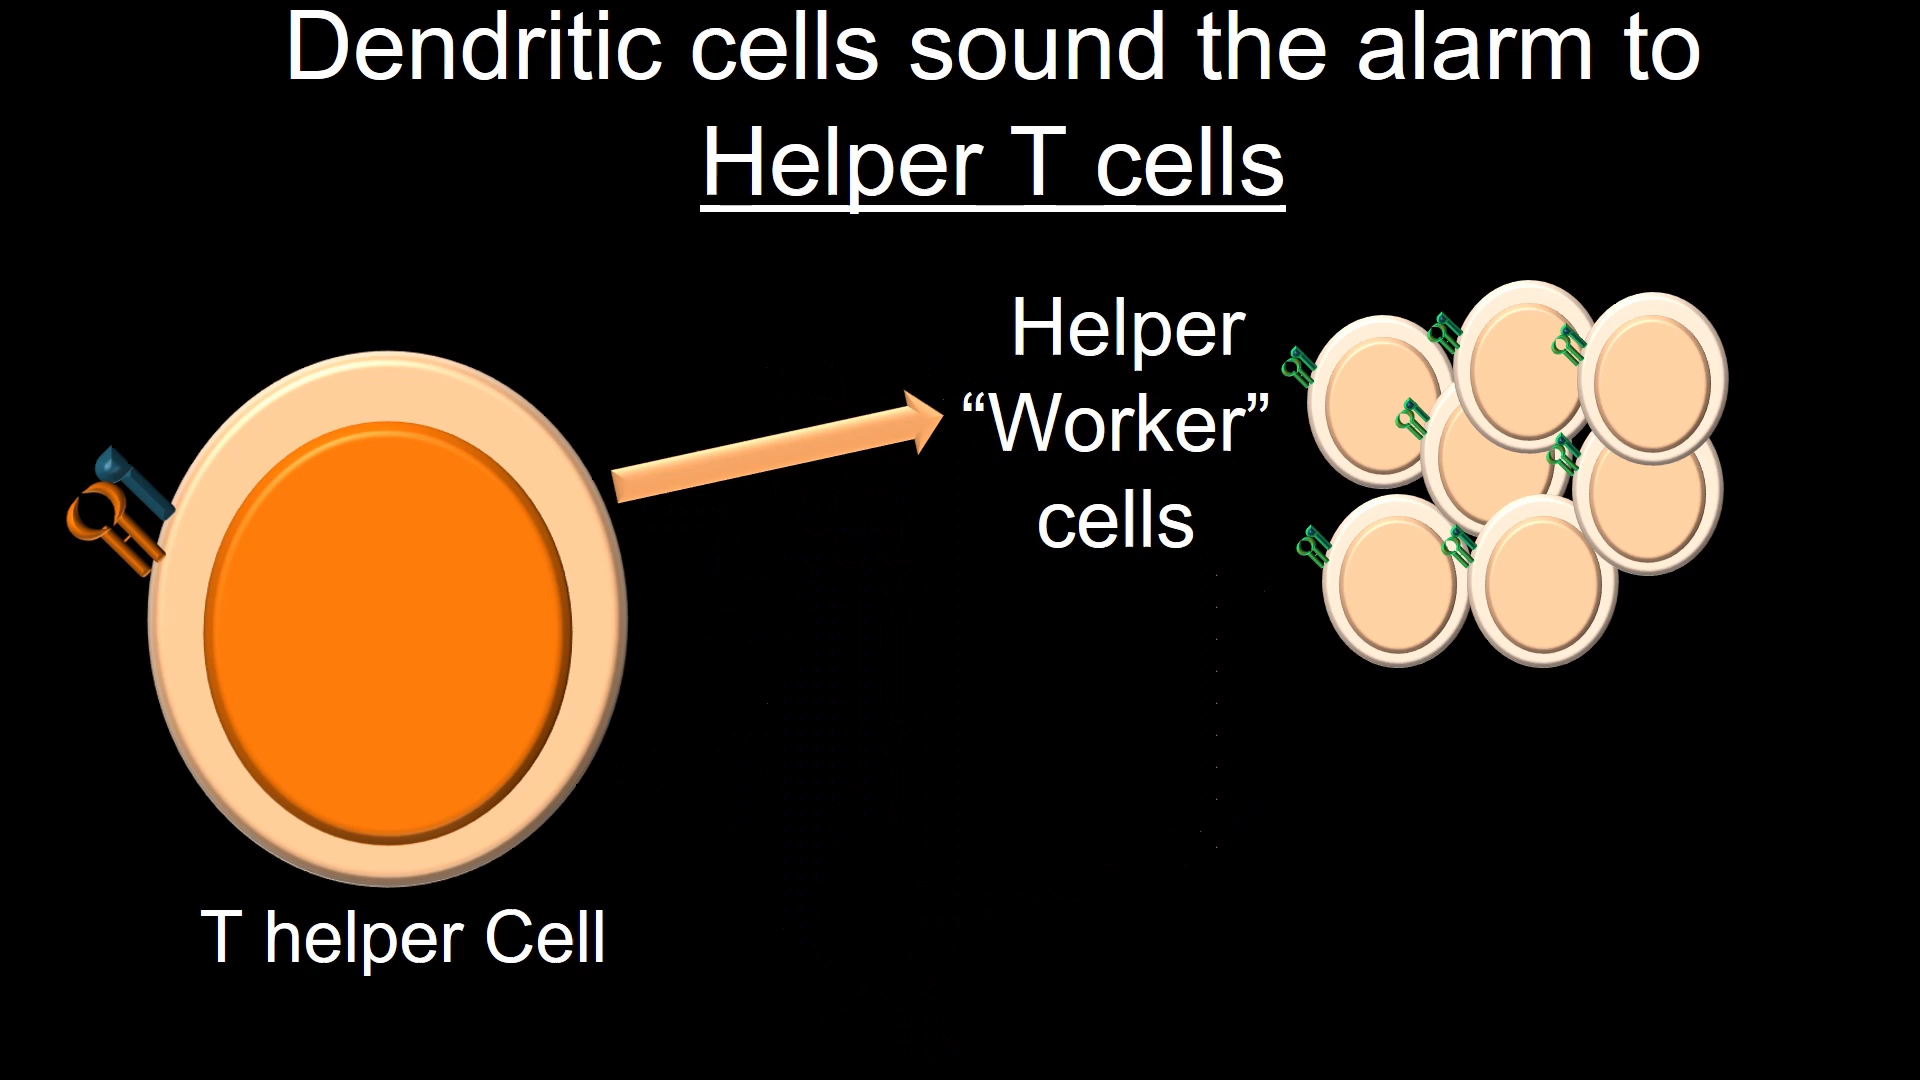 Dendritic cells sound the alarm to
Helper T cells
Helper
“Worker”
cells
T helper Cell